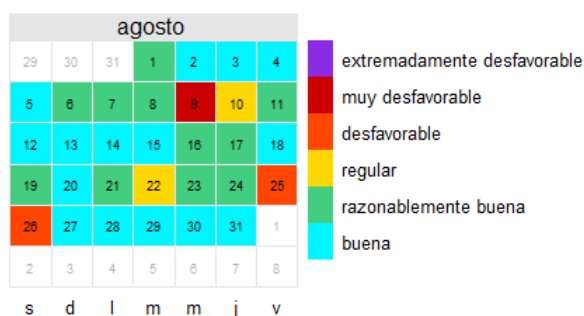 agosto
29 30 31 1 2 3 4
5 6 7 8 9 10 11
12 13 14 15 16 17 18
19 20 21 22 23 24 25
26 27 28 29 30 31 1
2 3 4 5 6 7 8
s d l m m j v
extremadamente desfavorable
muy desfavorable
desfavorable
regular
razonablemente buena
buena